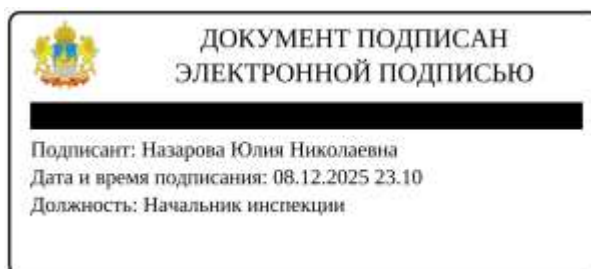 ДОКУМЕНТ ПОДПИСАН
ЭЛЕКТРОННОЙ ПОДПИСЬЮ
Подписант: Назарова Юлия Николаевна
Дата и время подписания: 08.12.2025 23.10
Должность: Начальник инспекции